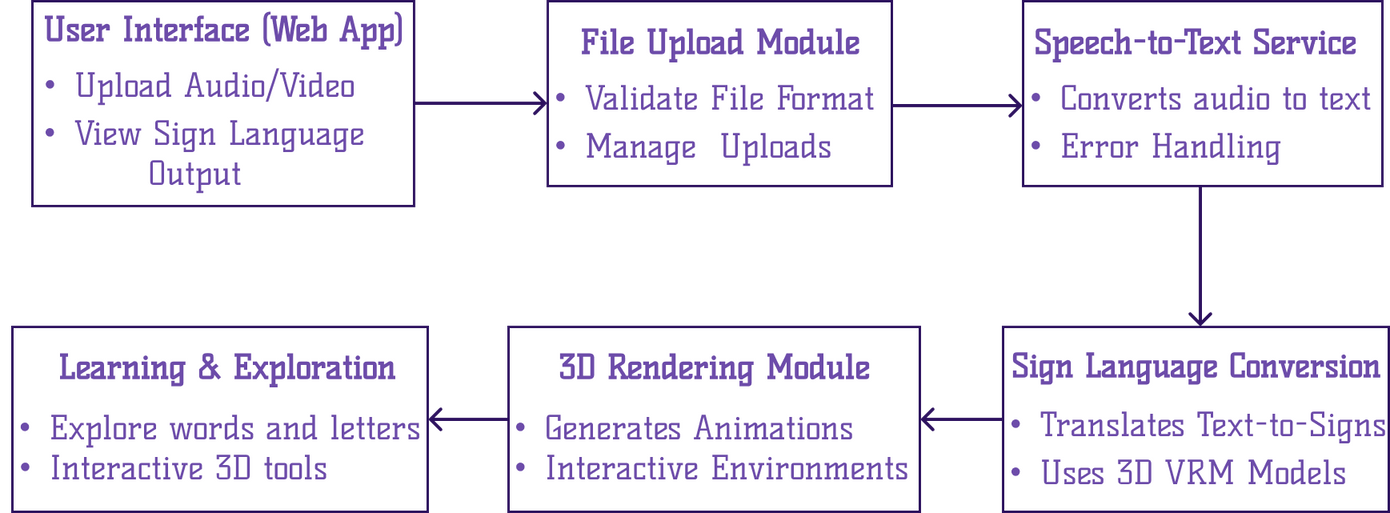 User Interface (Web App)
• Upload Audio/Video
• View Sign Language
Output
File Upload Module
• Validate File Format
• Manage Uploads
Speech-to-Text Service
• Converts audio to text
• Error Handling
Sign Language Conversion
• Translates Text-to-Signs
• Uses 3D VRM Models
3D Rendering Module
• Generates Animations
• Interactive Environments
Learning & Exploration
• Explore words and letters
• Interactive 3D tools